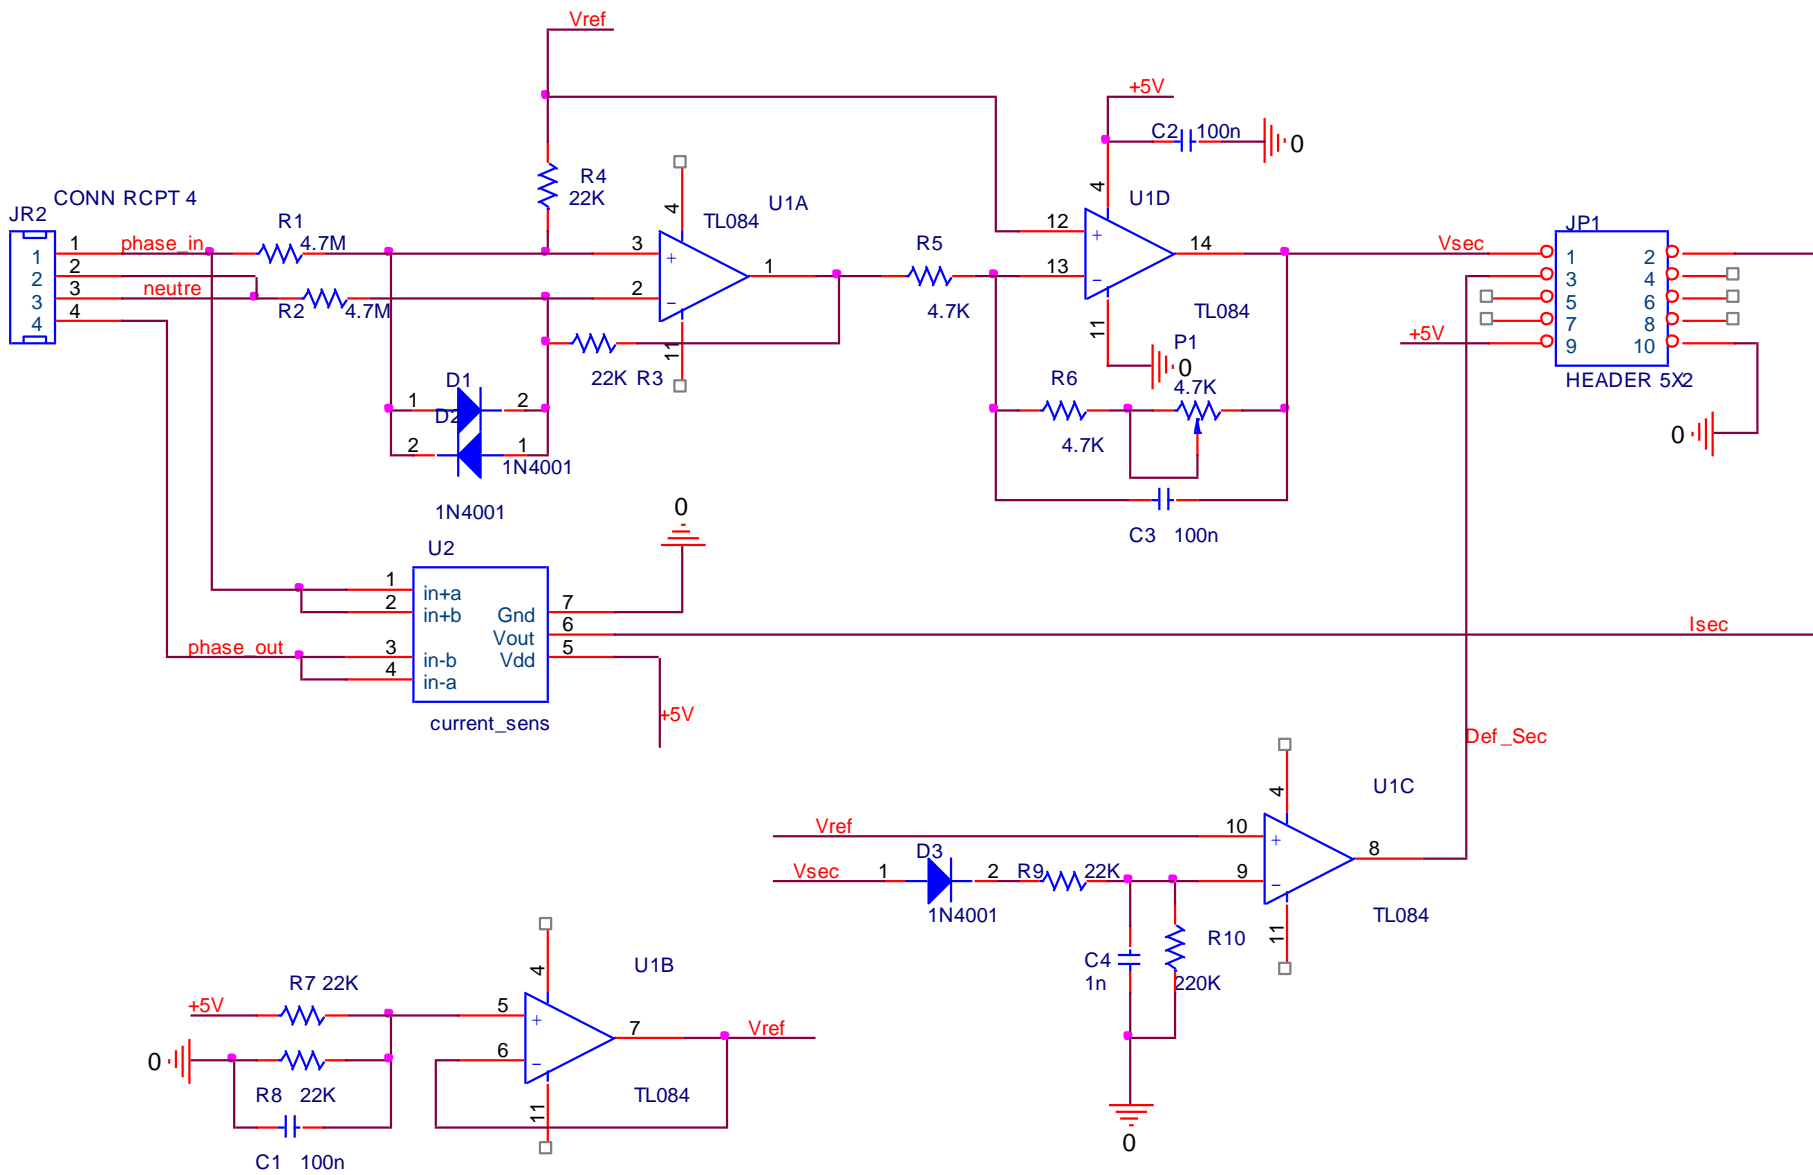 Vref
+5V
C2 100n
0
R4
22K
4
U1A
TL084
4
U1D
CONN RCPT 4
JR2
1
2
3
4
1
2
3
4
phase_in
neutre
R1
4.7M
R2
4.7M
3
+
2
−
1
11
R5
4.7K
12
+
13
−
14
11
TL084
Vsec
JP1
1
2
3
4
5
6
7
8
9
10
+5V
HEADER 5X2
0
22K R3
0
P1
4.7K
R6
4.7K
C3 100n
D1
1
2
D2
2
1
1N4001
1N4001
0
U2
1
2
3
4
in+a
in+b
in-b
in-a
Gnd
Vout
Vdd
7
6
5
phase_out
current_sens
+5V
Isec
Def_Sec
U1C
4
Vref
10
+
8
D3
Vsec
1
2
R9
22K
9
−
1N4001
TL084
11
R10
C4
1n
220K
0
U1B
4
R7 22K
+5V
5
+
7
Vref
6
−
0
R8 22K
TL084
11
C1 100n